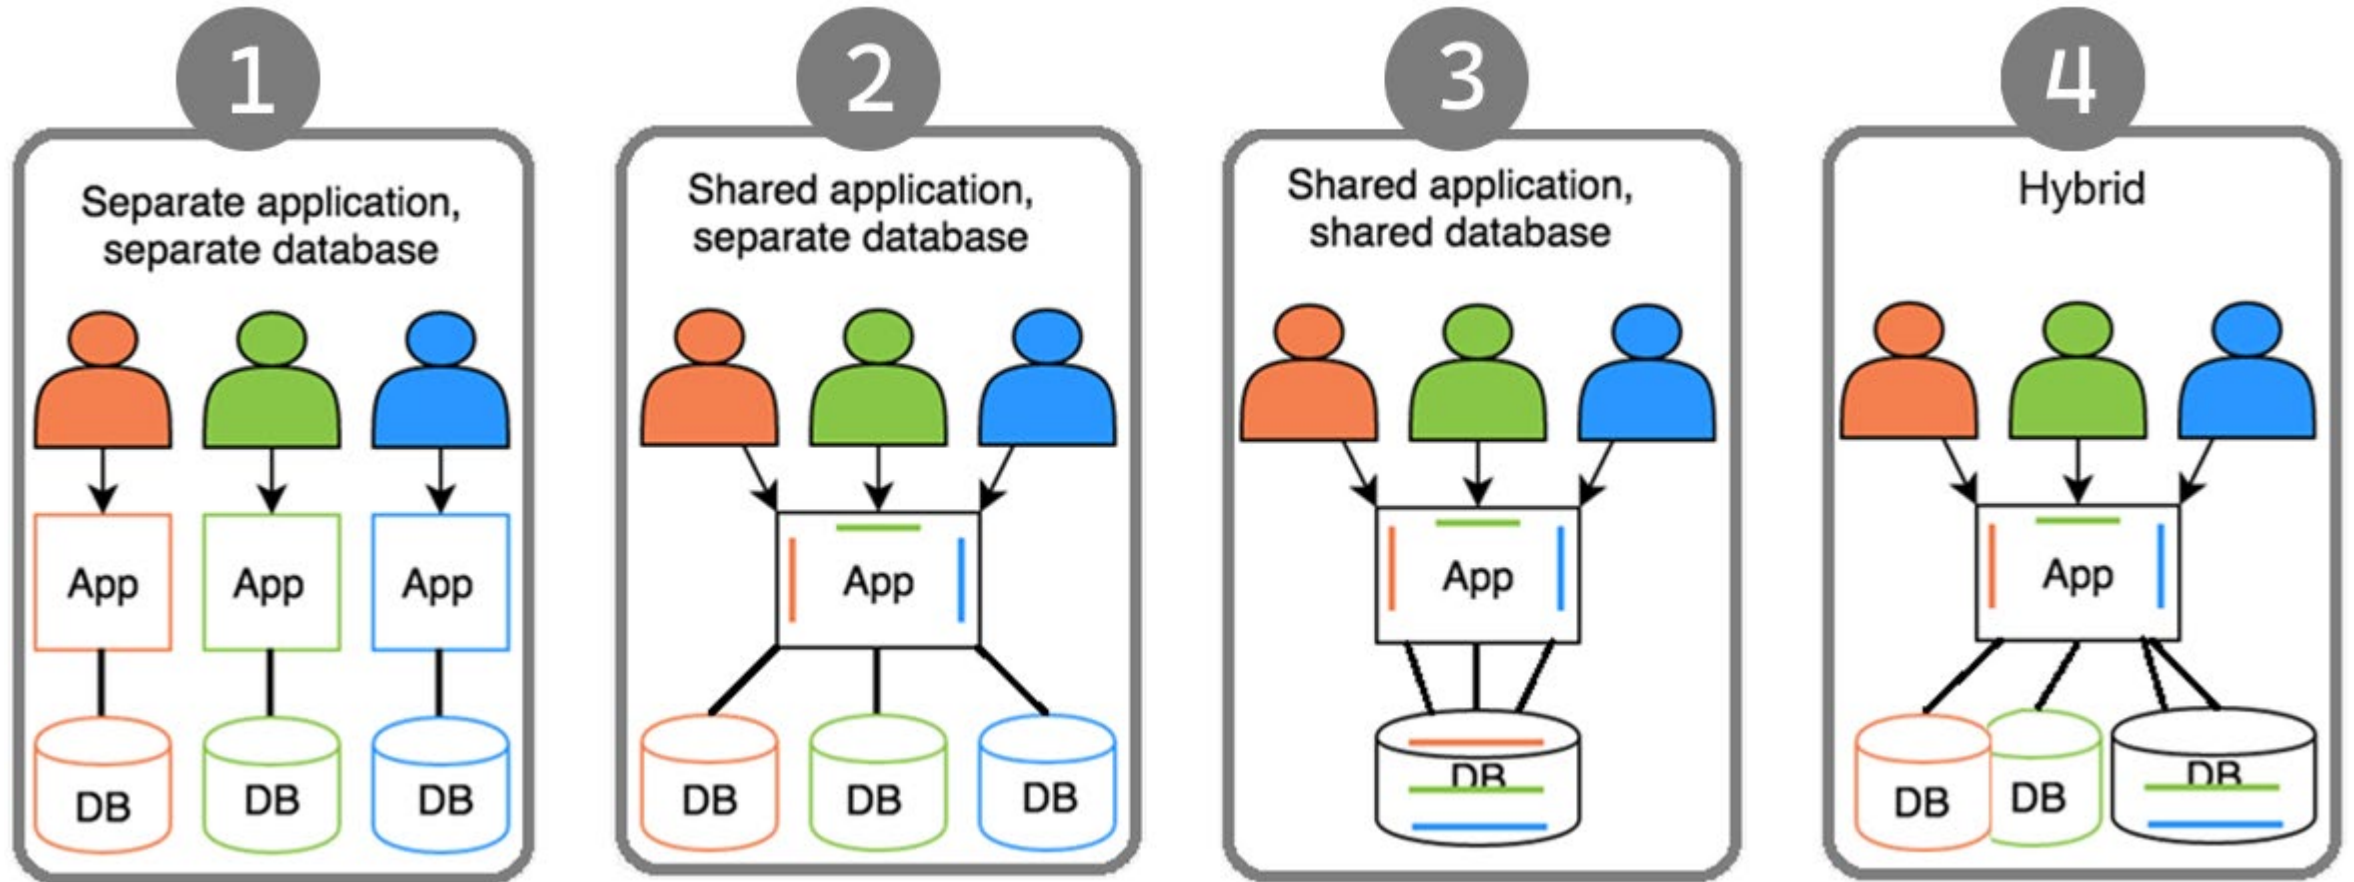 1
Separate application,
separate database
App
App
App
DB
DB
DB
2
Shared application,
separate database
App
DB
DB
DB
3
Shared application,
shared database
App
DB
4
Hybrid
App
DB
DB
DB